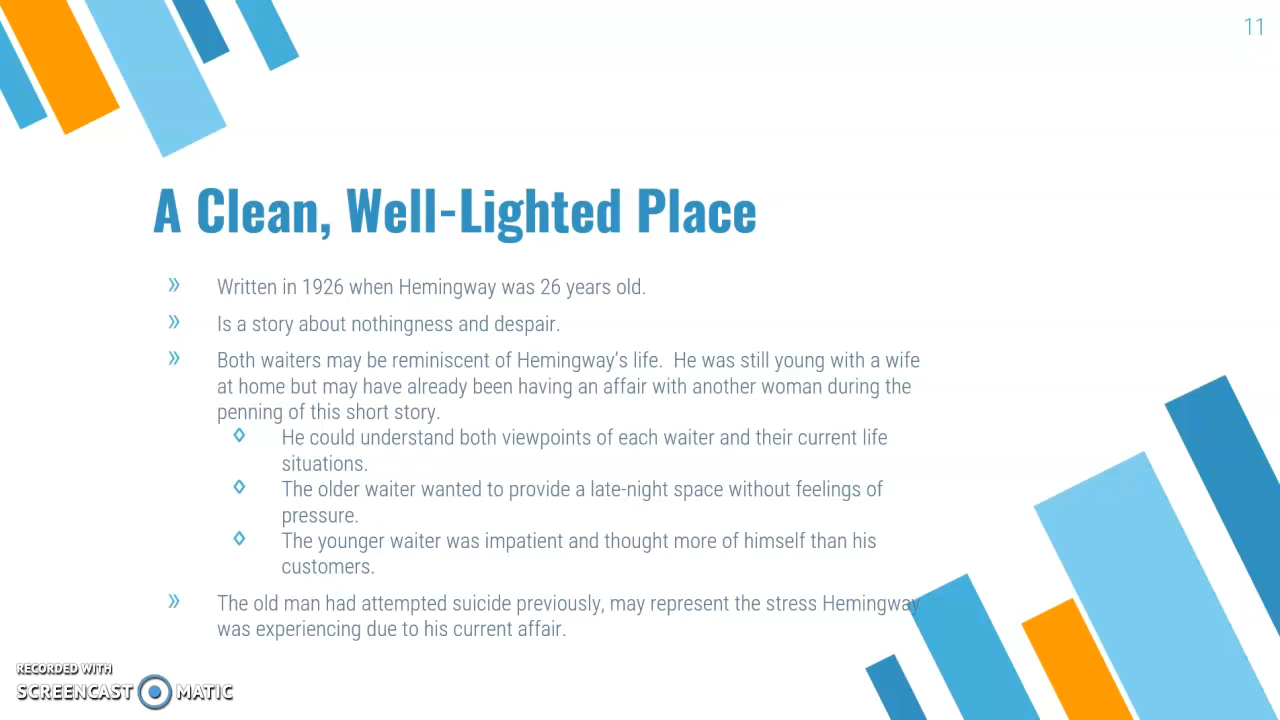 11
A Clean, Well-Lighted Place
» Written in 1926 when Hemingway was 26 years old.
» Is a story about nothingness and despair.
» Both waiters may be reminiscent of Hemingway's life. He was still young with a wife
at home but may have already been having an affair with another woman during the
penning of this short story.
◊ He could understand both viewpoints of each waiter and their current life
situations.
◊ The older waiter wanted to provide a late-night space without feelings of
pressure.
◊ The younger waiter was impatient and thought more of himself than his
customers.
» The old man had attempted suicide previously, may represent the stress Hemingway
was experiencing due to his current affair.
RECORDED WITH
SCREENCAST MATIC